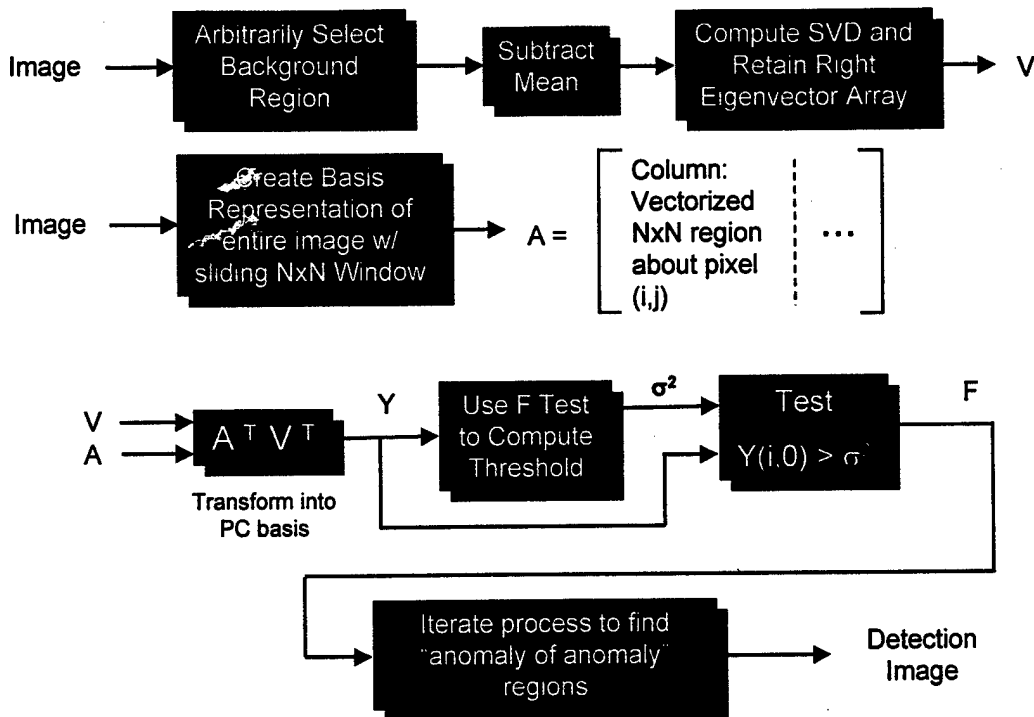 Image
Arbitrarily Select
Background
Region
Subtract
Mean
Compute SVD and
Retain Right
Eigenvector Array
V
Image
Create Basis
Representation of
entire image w/
sliding NxN Window
A =
Column:
Vectorized
NxN region
about pixel
(i,j)
...
V
A
A^T V^T
Transform into
PC basis
Y
Use F Test
to Compute
Threshold
σ²
Test
Y(i,0) > σ
F
Iterate process to find
"anomaly of anomaly"
regions
Detection
Image